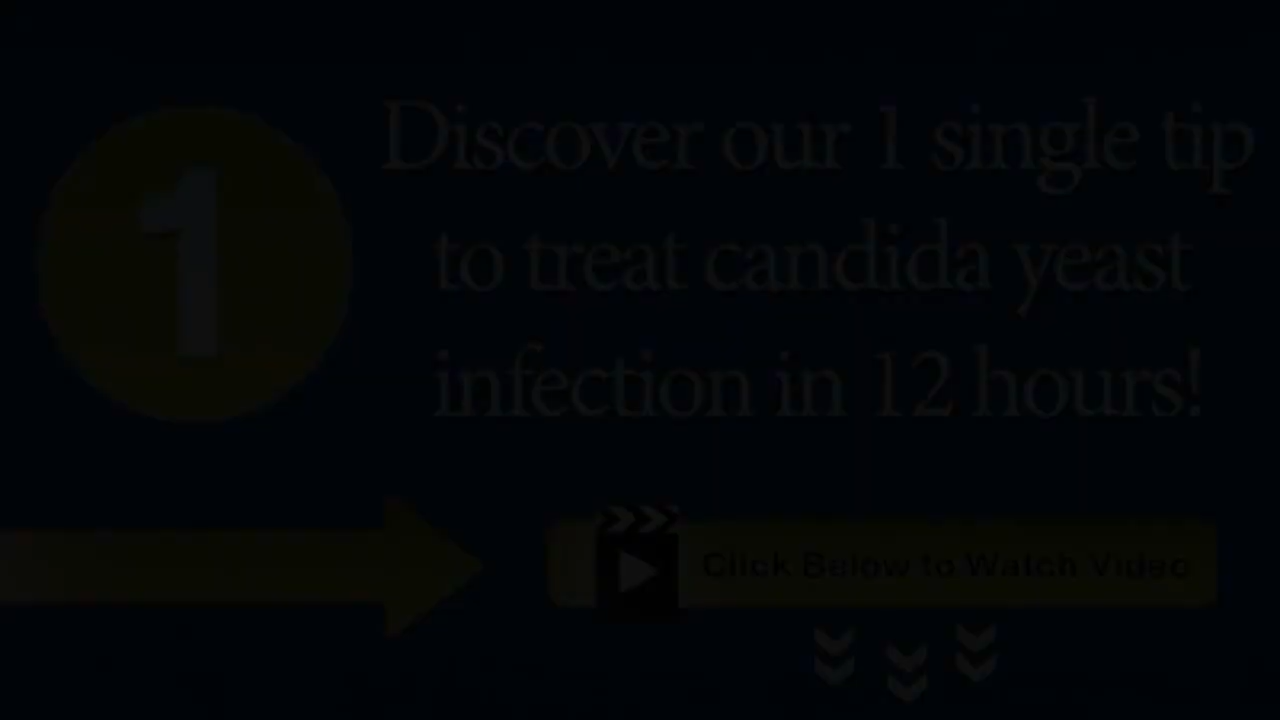 1
Discover our 1 single tip
to treat candida yeast
infection in 12 hours!
Click Below to Watch Video